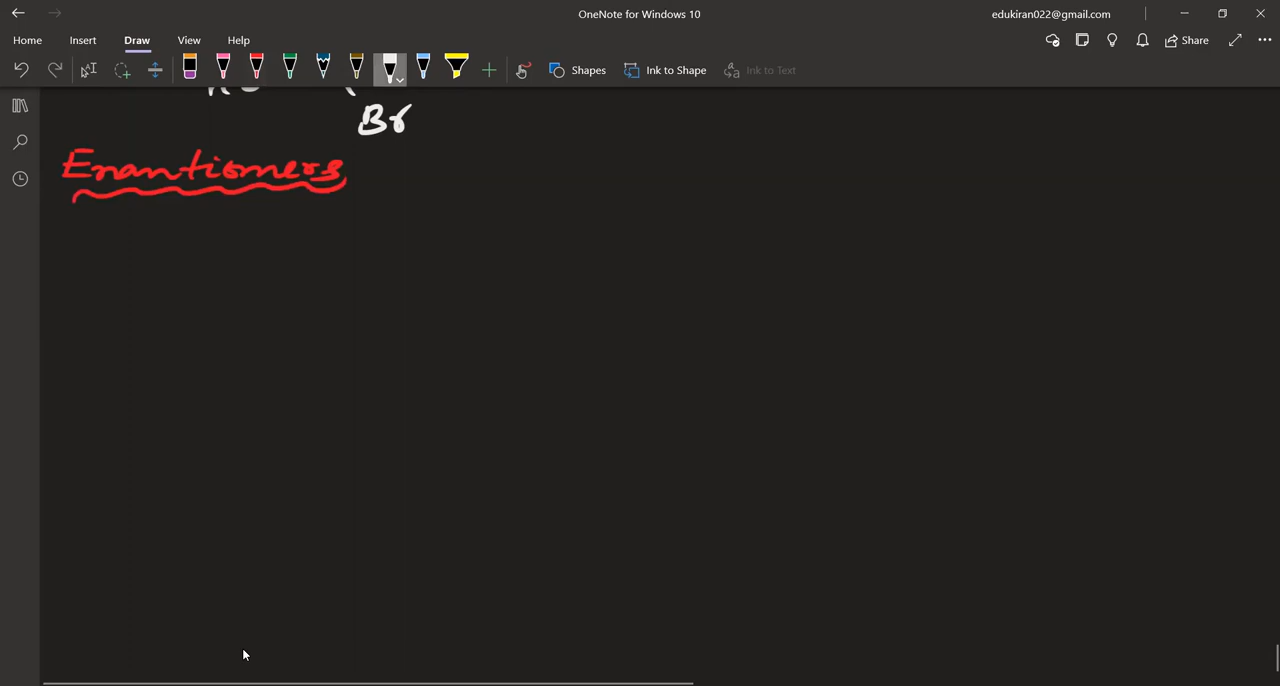 OneNote for Windows 10
edukiran022@gmail.com
Home Insert Draw View Help
Share
Shapes
Ink to Shape
Ink to Text
Br
Enantiomers